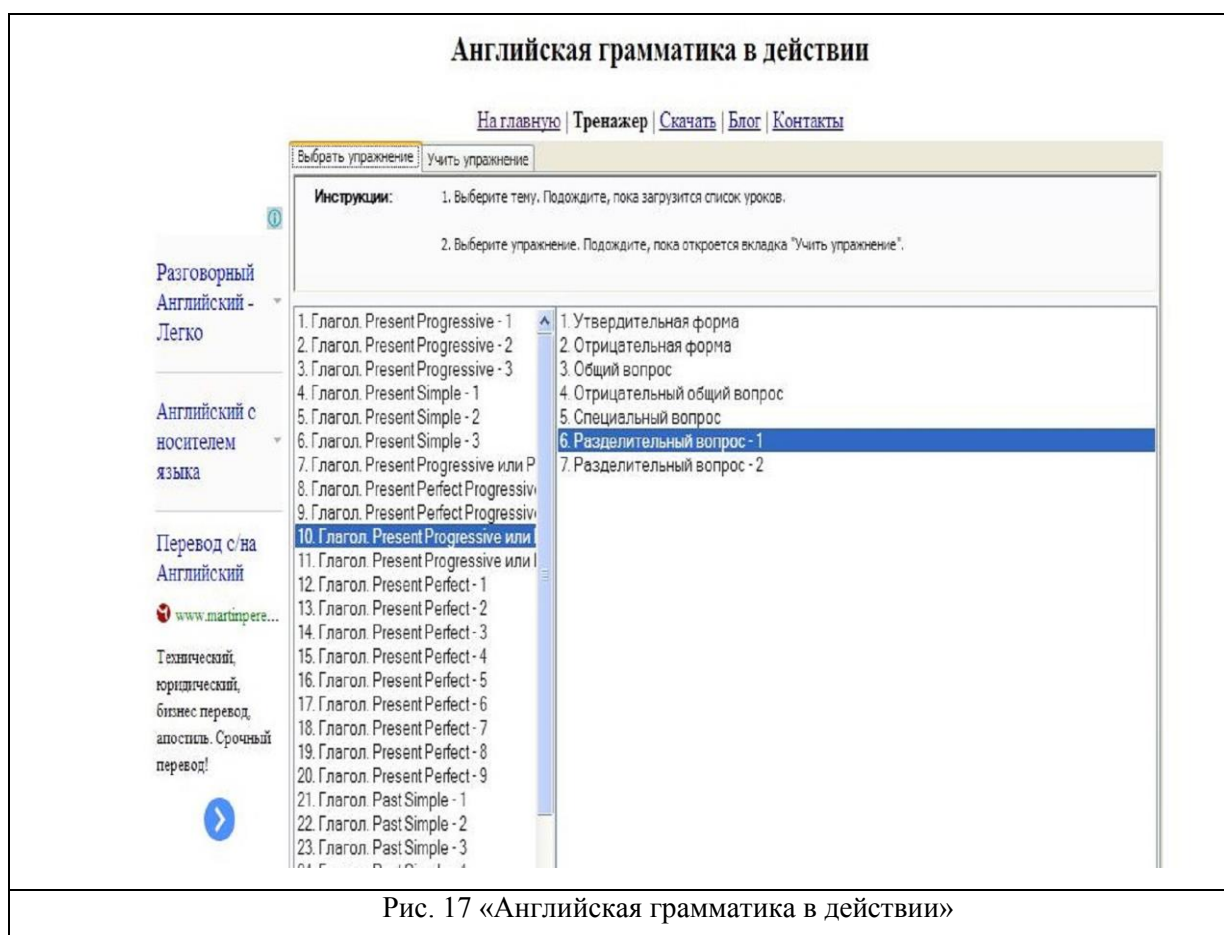 Английская грамматика в действии
На главную | Тренажер | Скачать | Блог | Контакты
Выбрать упражнение
Учить упражнение
Инструкции:
1. Выберите тему. Подождите, пока загрузится список уроков.
2. Выберите упражнение. Подождите, пока откроется вкладка "Учить упражнение".
Разговорный
Английский -
Легко
Английский с
носителем
языка
Перевод с/на
Английский
www.martinpere...
Технический,
юридический,
бизнес перевод,
апостиль. Срочный
перевод!
1. Глагол. Present Progressive - 1
2. Глагол. Present Progressive - 2
3. Глагол. Present Progressive - 3
4. Глагол. Present Simple - 1
5. Глагол. Present Simple - 2
6. Глагол. Present Simple - 3
7. Глагол. Present Progressive или P
8. Глагол. Present Perfect Progressiv
9. Глагол. Present Perfect Progressiv
10. Глагол. Present Progressive или
11. Глагол. Present Progressive или
12. Глагол. Present Perfect - 1
13. Глагол. Present Perfect - 2
14. Глагол. Present Perfect - 3
15. Глагол. Present Perfect - 4
16. Глагол. Present Perfect - 5
17. Глагол. Present Perfect - 6
18. Глагол. Present Perfect - 7
19. Глагол. Present Perfect - 8
20. Глагол. Present Perfect - 9
21. Глагол. Past Simple - 1
22. Глагол. Past Simple - 2
23. Глагол. Past Simple - 3
1. Утвердительная форма
2. Отрицательная форма
3. Общий вопрос
4. Отрицательный общий вопрос
5. Специальный вопрос
6. Разделительный вопрос - 1
7. Разделительный вопрос - 2
Рис. 17 «Английская грамматика в действии»